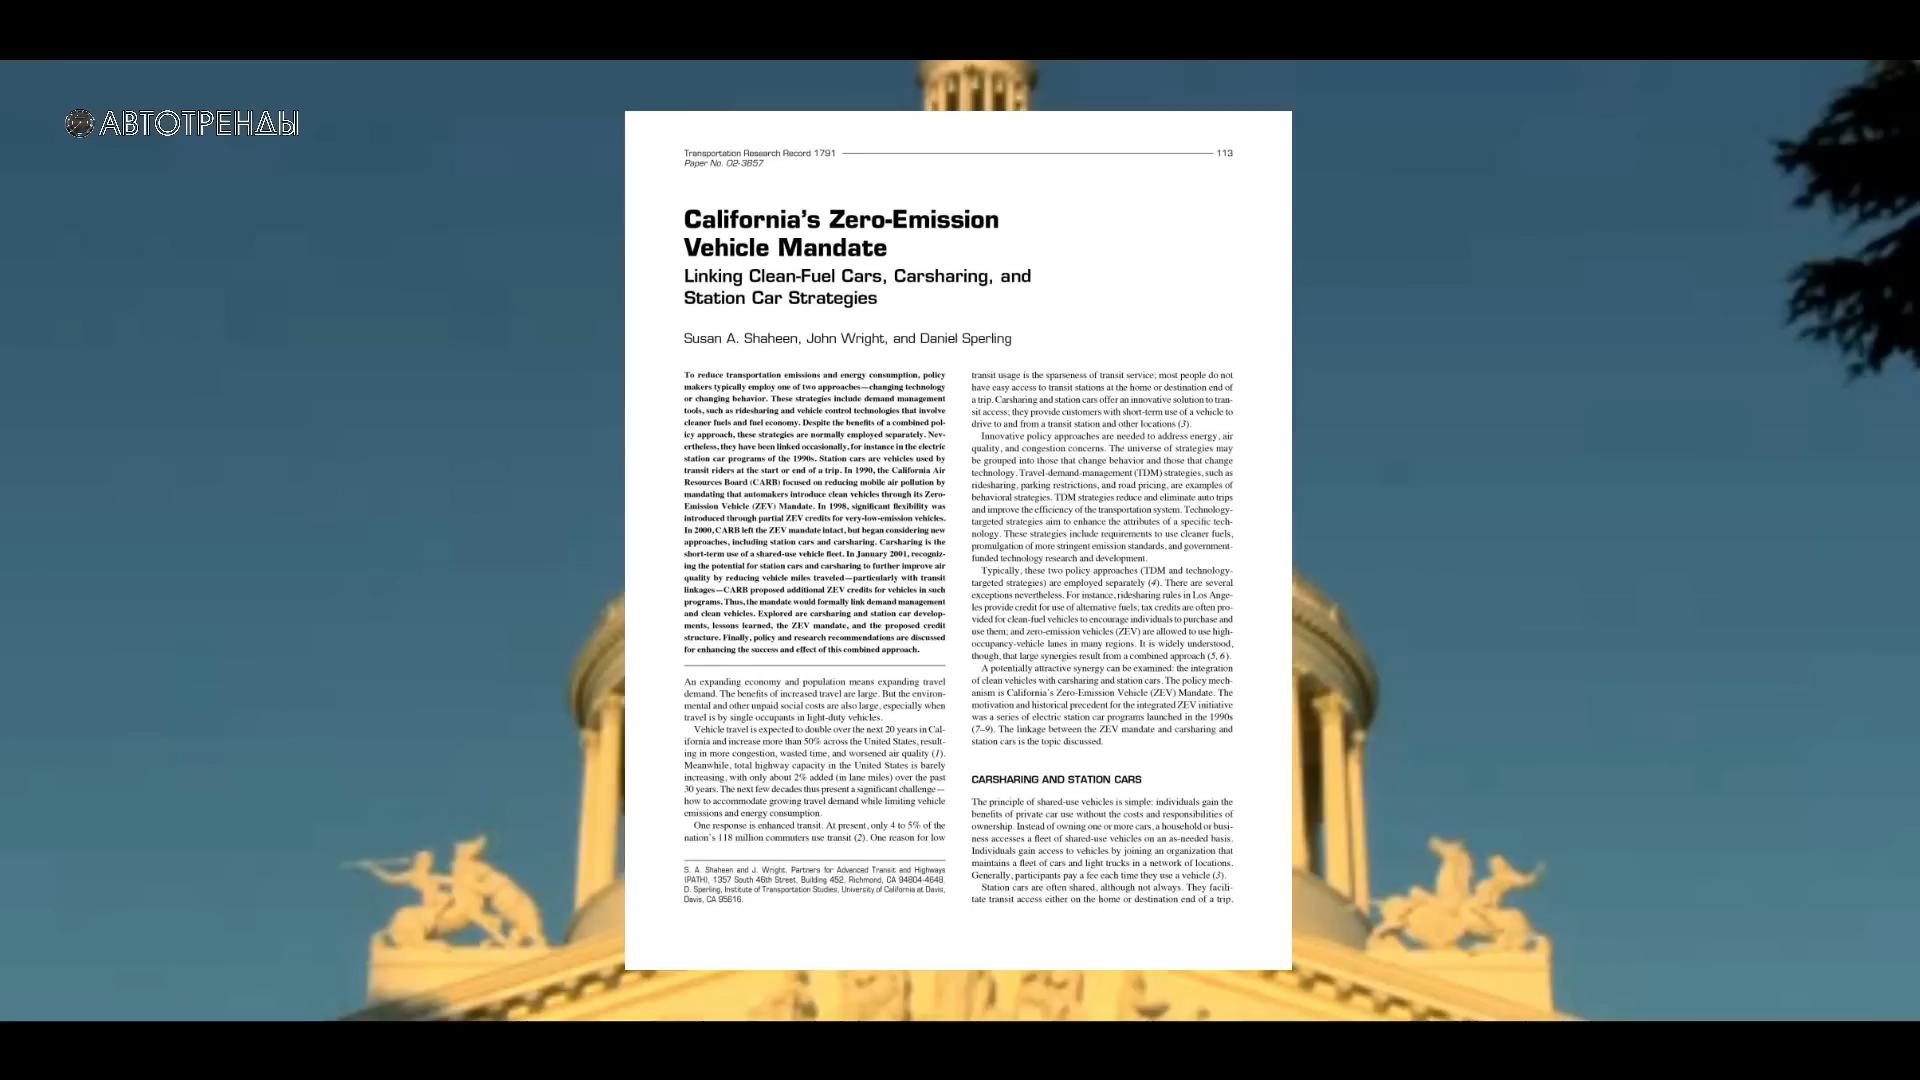 АВТОТРЕНДЫ
Transportation Research Record 1791
113
Paper No. 02-3857
California's Zero-Emission
Vehicle Mandate
Linking Clean-Fuel Cars, Carsharing, and
Station Car Strategies
Susan A. Shaheen, John Wright, and Daniel Sperling
To reduce transportation emissions and energy consumption, policy
makers typically employ one of two approaches—changing technology
or changing behavior. These strategies include demand management
tools, such as ridesharing and vehicle control technologies that involve
cleaner fuels and fuel economy. Despite the benefits of a combined pol-
icy approach, these strategies are normally employed separately. Nev-
ertheless, they have been linked occasionally, for instance in the electric
station car programs of the 1990s. Station cars are vehicles used by
transit riders at the start or end of a trip. In 1990, the California Air
Resources Board (CARB) focused on reducing mobile air pollution by
mandating that automakers introduce clean vehicles through its Zero-
Emission Vehicle (ZEV) Mandate. In 1998, significant flexibility was
introduced through partial ZEV credits for very-low-emission vehicles.
In 2000, CARB left the ZEV mandate intact, but began considering new
approaches, including station cars and carsharing. Carsharing is the
short-term use of a shared-use vehicle fleet. In January 2001, recogniz-
ing the potential for station cars and carsharing to further improve air
quality by reducing vehicle miles traveled—particularly with transit
linkages—CARB proposed additional ZEV credits for vehicles in such
programs. Thus, the mandate would formally link demand management
and clean vehicles. Explored are carsharing and station car develop-
ments, lessons learned, the ZEV mandate, and the proposed credit
structure. Finally, policy and research recommendations are discussed
for enhancing the success and effect of this combined approach.
An expanding economy and population means expanding travel
demand. The benefits of increased travel are large. But the environ-
mental and other unpaid social costs are also large, especially when
travel is by single occupants in light-duty vehicles.
Vehicle travel is expected to double over the next 20 years in Cal-
ifornia and increase more than 50% across the United States, result-
ing in more congestion, wasted time, and worsened air quality (1).
Meanwhile, total highway capacity in the United States is barely
increasing, with only about 2% added (in lane miles) over the past
30 years. The next few decades thus present a significant challenge—
how to accommodate growing travel demand while limiting vehicle
emissions and energy consumption.
One response is enhanced transit. At present, only 4 to 5% of the
nation's 118 million commuters use transit (2). One reason for low
S. A. Shaheen and J. Wright, Partners for Advanced Transit and Highways
(PATH), 1357 South 46th Street, Building 452, Richmond, CA 94804-4648.
D. Sperling, Institute of Transportation Studies, University of California at Davis,
Davis, CA 95616.
transit usage is the sparseness of transit service; most people do not
have easy access to transit stations at the home or destination end of
a trip. Carsharing and station cars offer an innovative solution to tran-
sit access; they provide customers with short-term use of a vehicle to
drive to and from a transit station and other locations (3).
Innovative policy approaches are needed to address energy, air
quality, and congestion concerns. The universe of strategies may
be grouped into those that change behavior and those that change
technology. Travel-demand-management (TDM) strategies, such as
ridesharing, parking restrictions, and road pricing, are examples of
behavioral strategies. TDM strategies reduce and eliminate auto trips
and improve the efficiency of the transportation system. Technology-
targeted strategies aim to enhance the attributes of a specific tech-
nology. These strategies include requirements to use cleaner fuels,
promulgation of more stringent emission standards, and government-
funded technology research and development.
Typically, these two policy approaches (TDM and technology-
targeted strategies) are employed separately (4). There are several
exceptions nevertheless. For instance, ridesharing rules in Los Ange-
les provide credit for use of alternative fuels; tax credits are often pro-
vided for clean-fuel vehicles to encourage individuals to purchase and
use them; and zero-emission vehicles (ZEV) are allowed to use high-
occupancy-vehicle lanes in many regions. It is widely understood,
though, that large synergies result from a combined approach (5, 6).
A potentially attractive synergy can be examined: the integration
of clean vehicles with carsharing and station cars. The policy mech-
anism is California's Zero-Emission Vehicle (ZEV) Mandate. The
motivation and historical precedent for the integrated ZEV initiative
was a series of electric station car programs launched in the 1990s
(7–9). The linkage between the ZEV mandate and carsharing and
station cars is the topic discussed.
CARSHARING AND STATION CARS
The principle of shared-use vehicles is simple: individuals gain the
benefits of private car use without the costs and responsibilities of
ownership. Instead of owning one or more cars, a household or busi-
ness accesses a fleet of shared-use vehicles on an as-needed basis.
Individuals gain access to vehicles by joining an organization that
maintains a fleet of cars and light trucks in a network of locations.
Generally, participants pay a fee each time they use a vehicle (3).
Station cars are often shared, although not always. They facili-
tate transit access either on the home or destination end of a trip.